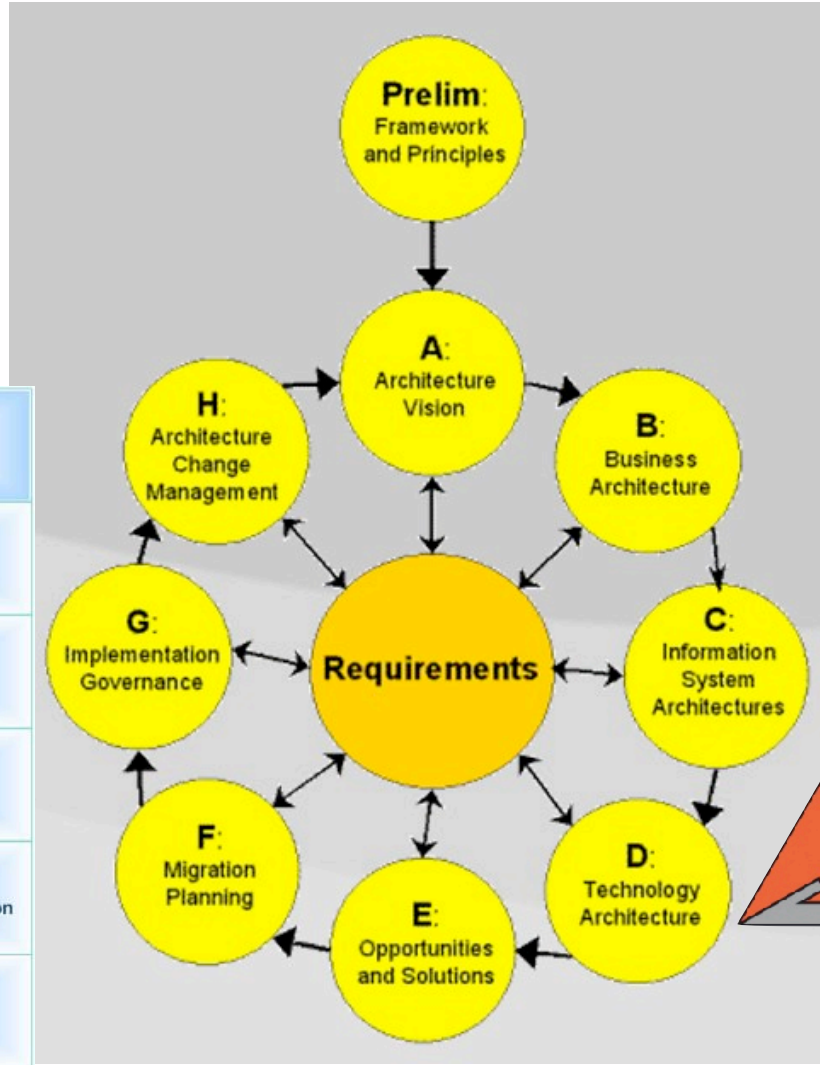 Prelim:
Framework
and Principles
A:
Architecture
Vision
H:
Architecture
Change
Management
B:
Business
Architecture
G:
Implementation
Governance
Requirements
C:
Information
System
Architectures
F:
Migration
Planning
E:
Opportunities
and Solutions
D:
Technology
Architecture